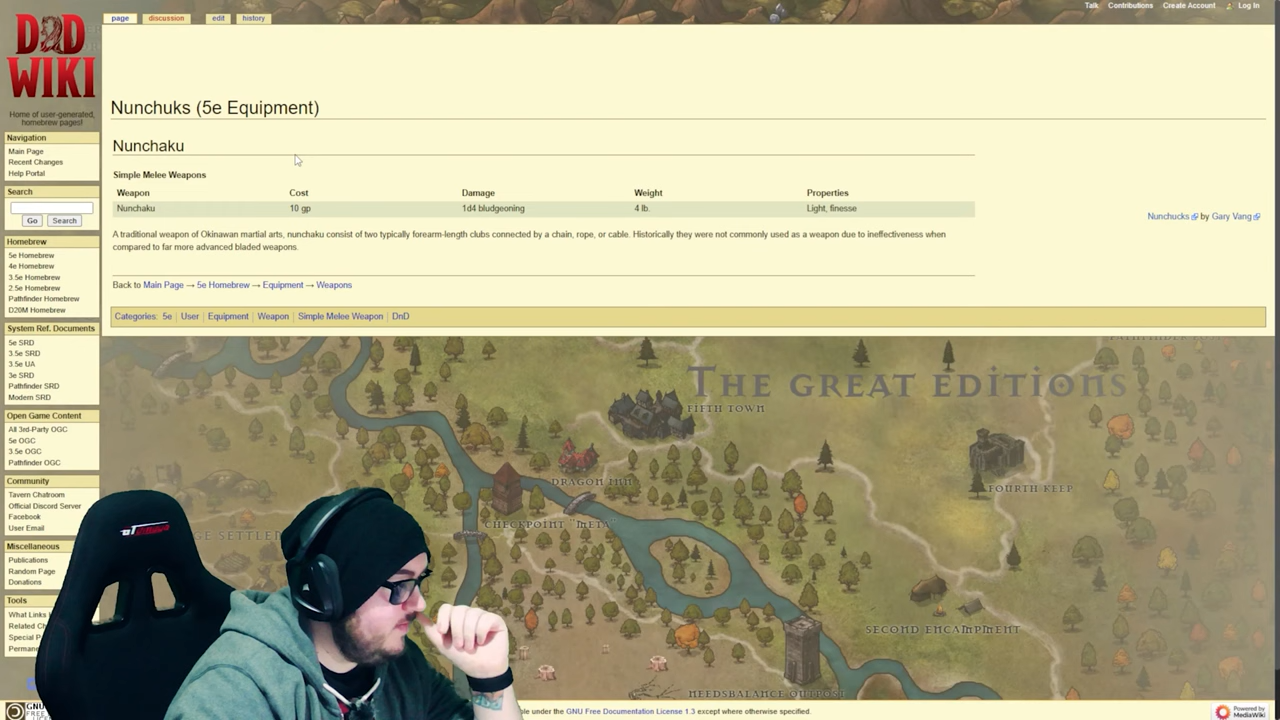 page discussion edit history
Talk Contributions Create Account Log In
D&D
WIKI
Home of user-generated,
homebrew pages!
Navigation
Main Page
Recent Changes
Help Portal
Search
Go Search
Homebrew
5e Homebrew
4e Homebrew
3.5e Homebrew
2.5e Homebrew
Pathfinder Homebrew
D20M Homebrew
System Ref. Documents
5e SRD
3.5e SRD
3.5e UA
3e SRD
Pathfinder SRD
Modern SRD
Open Game Content
All 3rd-Party OGC
5e OGC
3.5e OGC
Pathfinder OGC
Community
Tavern Chatroom
Official Discord Server
Facebook
User Email
Miscellaneous
Publications
Random Page
Donations
Tools
What Links
Related Ch
Special P
Permane
Nunchuks (5e Equipment)
Nunchaku
Simple Melee Weapons
Weapon Cost Damage Weight Properties
Nunchaku 10 gp 1d4 bludgeoning 4 lb. Light, finesse
Nunchucks by Gary Vang
A traditional weapon of Okinawan martial arts, nunchaku consist of two typically forearm-length clubs connected by a chain, rope, or cable. Historically they were not commonly used as a weapon due to ineffectiveness when
compared to far more advanced bladed weapons.
Back to Main Page → 5e Homebrew → Equipment → Weapons
Categories: 5e | User | Equipment | Weapon | Simple Melee Weapon | DnD
THE GREAT EDITIONS
FIFTH TOWN
DRAGON INN
FOURTH KEEP
CHECKPOINT "META"
SECOND ENCAMPMENT
NEEDSBALANCE OUTPOST
GNU
le under the GNU Free Documentation License 1.3 except where otherwise specified.
Powered by
MediaWiki